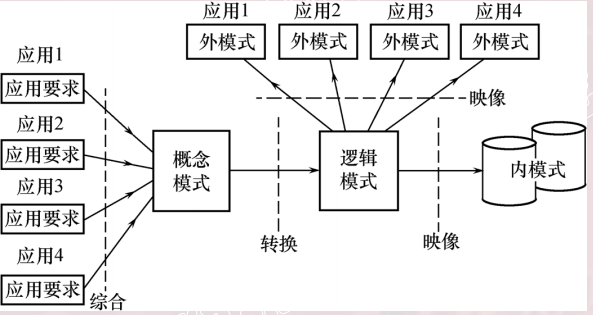 应用1
应用2
应用3
应用4
外模式
外模式
外模式
外模式
映像
应用1
应用要求
应用2
应用要求
应用3
应用要求
应用4
应用要求
综合
概念
模式
转换
逻辑
模式
映像
内模式